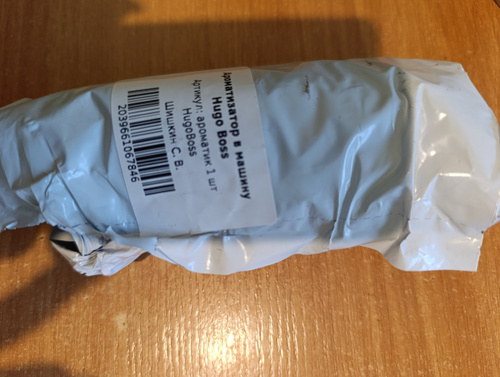 Ароматизатор в машину
Hugo Boss
Артикул: ароматик 1 шт
HugoBoss
Шишкин С. В.
2039661067846